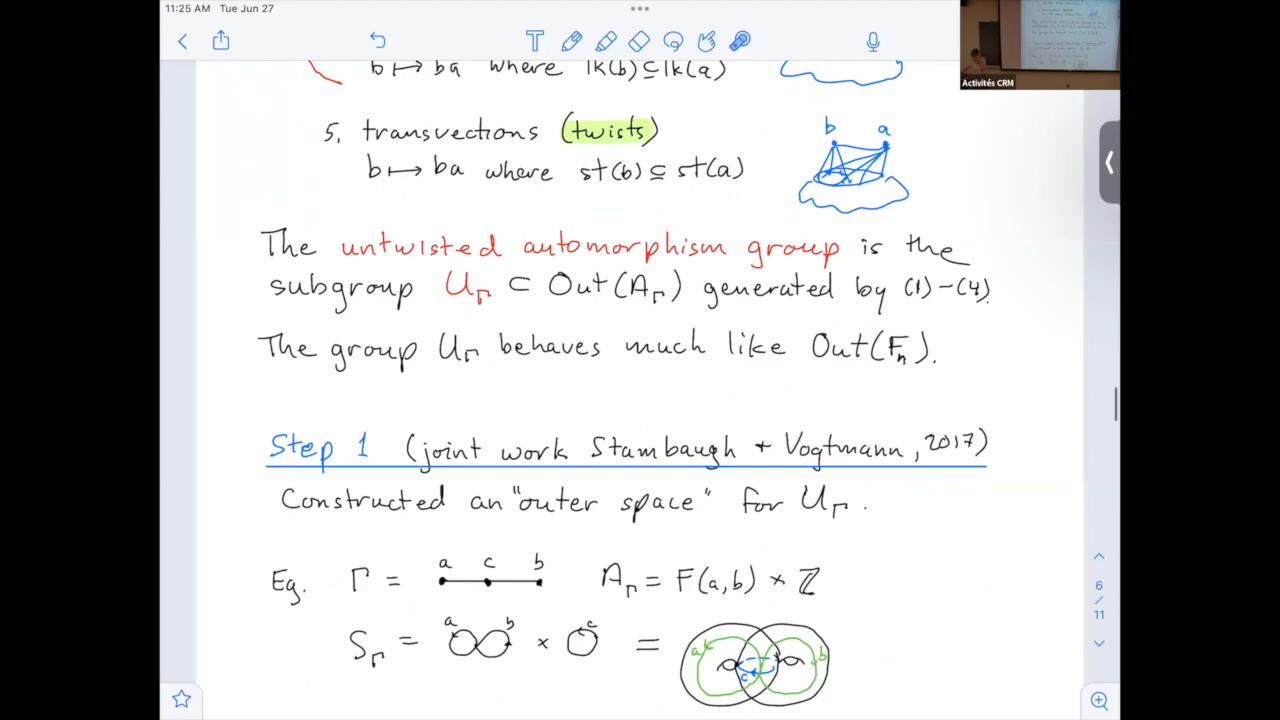 11:25 AM Tue Jun 27
b ↦ ba where lk(b) ⊆ lk(a)
Activités CRM
5. transvections (twists)
b a
b ↦ ba where st(b) ⊆ st(a)
The untwisted automorphism group is the
subgroup U_Γ ⊂ Out(A_Γ) generated by (1)-(4).
The group U_Γ behaves much like Out(F_n).
Step 1 (joint work Stambaugh + Vogtmann, 2017)
Constructed an "outer space" for U_Γ.
Eg. Γ = a c b A_Γ = F(a,b) × ℤ
S_Γ = a b × c = a c b
6
/
11